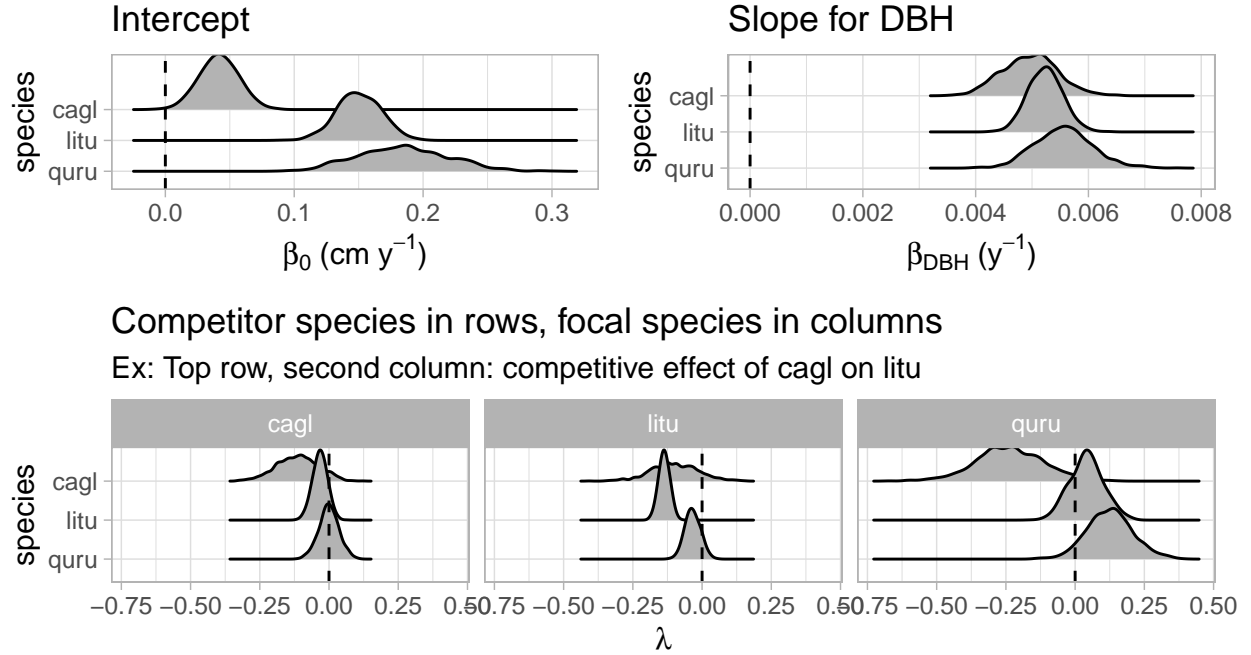 Intercept
species
cagl
litu
quru
0.0 0.1 0.2 0.3
β₀ (cm y⁻¹)
Slope for DBH
species
cagl
litu
quru
0.000 0.002 0.004 0.006 0.008
β_DBH (y⁻¹)
Competitor species in rows, focal species in columns
Ex: Top row, second column: competitive effect of cagl on litu
cagl litu quru
species
cagl
litu
quru
−0.75 −0.50 −0.25 0.00 0.25 0.50 −0.75 −0.50 −0.25 0.00 0.25 0.50 −0.75 −0.50 −0.25 0.00 0.25 0.50
λ